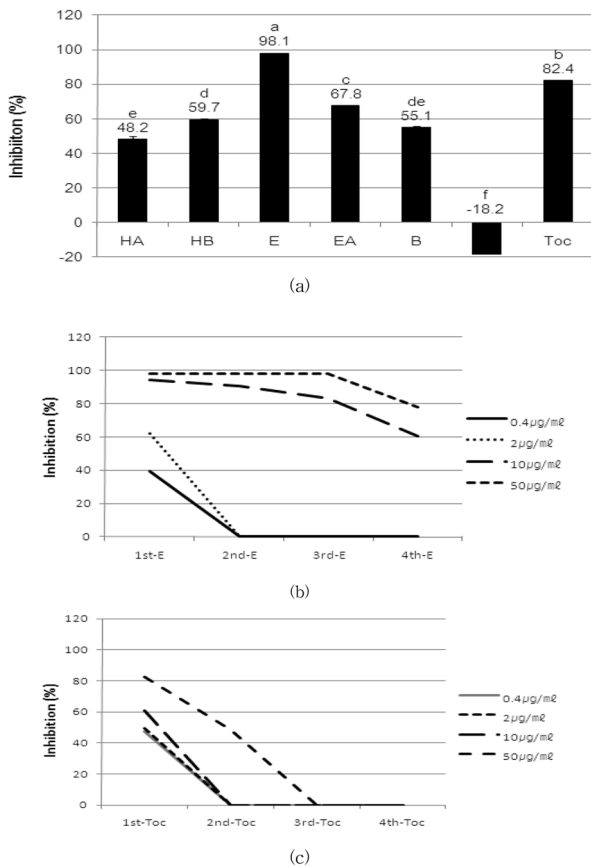 120
100
80
60
40
20
0
-20
Inhibiiton (%)
e
48.2
d
59.7
a
98.1
c
67.8
de
55.1
f
-18.2
b
82.4
HA
HB
E
EA
B
Toc
(a)
120
100
80
60
40
20
0
Inhibition (%)
1st-E
2nd-E
3rd-E
4th-E
0.4㎍/㎖
2㎍/㎖
10㎍/㎖
50㎍/㎖
(b)
120
100
80
60
40
20
0
Inhibition (%)
1st-Toc
2nd-Toc
3rd-Toc
4th-Toc
0.4㎍/㎖
2㎍/㎖
10㎍/㎖
50㎍/㎖
(c)